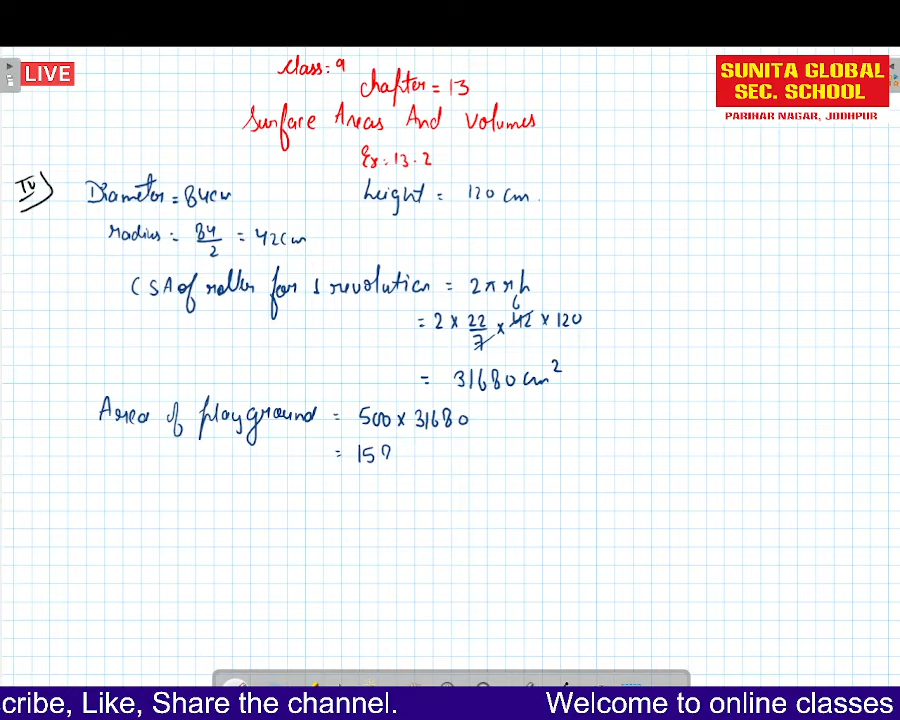 LIVE
Class: 9
Chapter = 13
Surface Areas And Volumes
Ex: 13.2
SUNITA GLOBAL
SEC. SCHOOL
PARIHAR NAGAR, JODHPUR
IV) Diameter = 84cm height = 120 cm.
radius = 84/2 = 42cm
CSA of roller for 1 revolution = 2πrh
6
= 2 × 22/7 × 42 × 120
= 31680 cm²
Area of playground = 500 × 31680
= 15
cribe, Like, Share the channel. Welcome to online classes